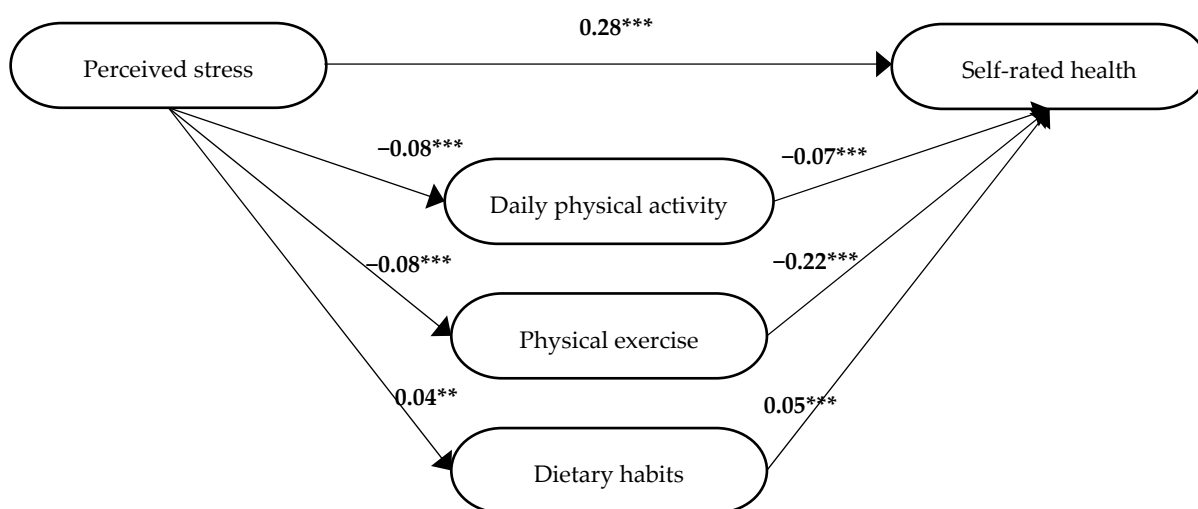 0.28***
Perceived stress
Self-rated health
−0.08***
−0.07***
Daily physical activity
−0.08***
−0.22***
Physical exercise
0.04**
0.05***
Dietary habits